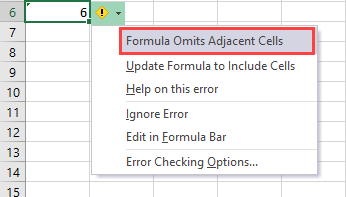 6 6
Formula Omits Adjacent Cells
7
Update Formula to Include Cells
8
Help on this error
9
10
Ignore Error
11
Edit in Formula Bar
12
13
Error Checking Options...
14
15